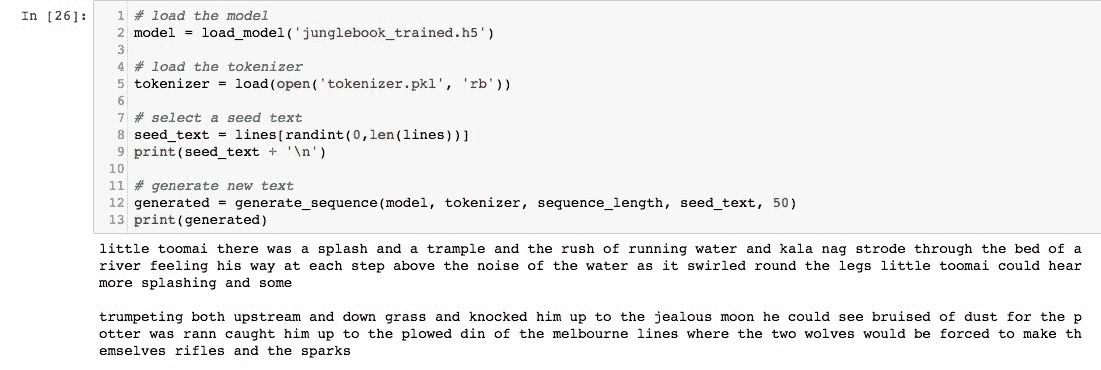 In [26]:
1 # load the model
2 model = load_model('junglebook_trained.h5')
3
4 # load the tokenizer
5 tokenizer = load(open('tokenizer.pkl', 'rb'))
6
7 # select a seed text
8 seed_text = lines[randint(0,len(lines))]
9 print(seed_text + '\n')
10
11 # generate new text
12 generated = generate_sequence(model, tokenizer, sequence_length, seed_text, 50)
13 print(generated)
little toomai there was a splash and a trample and the rush of running water and kala nag strode through the bed of a
river feeling his way at each step above the noise of the water as it swirled round the legs little toomai could hear
more splashing and some
trumpeting both upstream and down grass and knocked him up to the jealous moon he could see bruised of dust for the p
otter was rann caught him up to the plowed din of the melbourne lines where the two wolves would be forced to make th
emselves rifles and the sparks